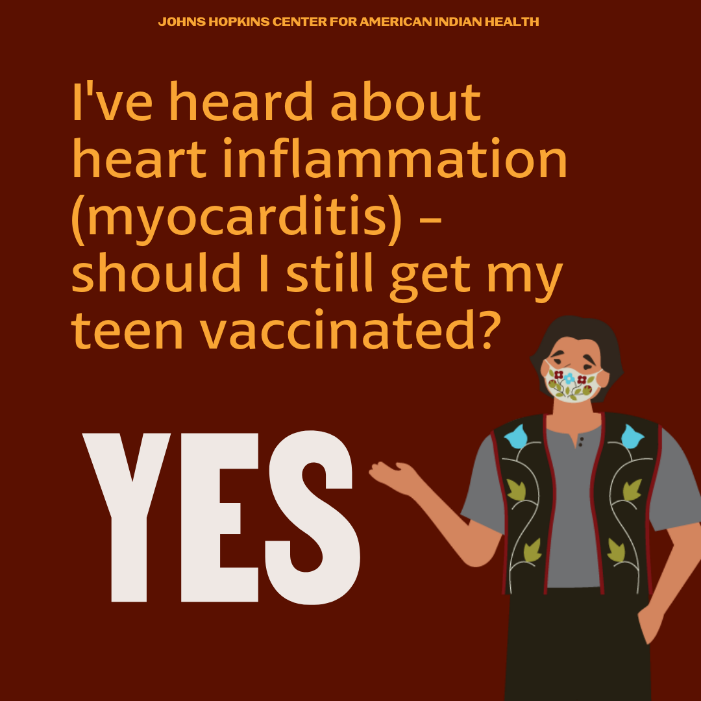 JOHNS HOPKINS CENTER FOR AMERICAN INDIAN HEALTH
I've heard about
heart inflammation
(myocarditis) –
should I still get my
teen vaccinated?
YES